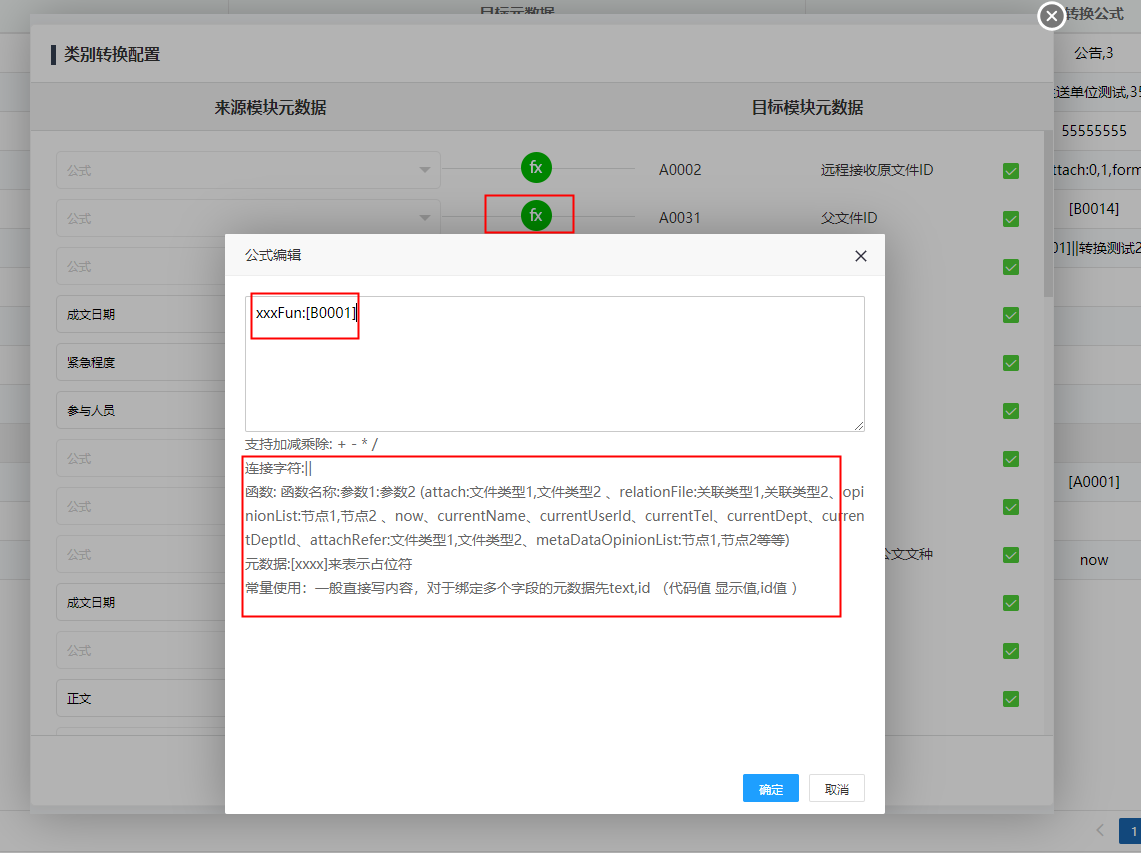 目标元数据
转换公式
类别转换配置
公告,3
来源模块元数据
目标模块元数据
送单位测试,35
55555555
公式
fx
A0002
远程接收原文件ID
ttach:0,1,form
公式
fx
A0031
父文件ID
[B0014]
公式编辑
01]||转换测试2
公式
xxxFun:[B0001]
成文日期
紧急程度
参与人员
支持加减乘除: + - * /
公式
连接字符:||
函数: 函数名称:参数1:参数2 (attach:文件类型1,文件类型2 、relationFile:关联类型1,关联类型2、opi
[A0001]
nionList:节点1,节点2 、now、currentName、currentUserId、currentTel、currentDept、curren
公式
tDeptId、attachRefer:文件类型1,文件类型2、metaDataOpinionList:节点1,节点2等等)
公式
公文文种
元数据:[xxxx]来表示占位符
now
常量使用：一般直接写内容，对于绑定多个字段的元数据先text,id （代码值 显示值,id值 ）
成文日期
公式
正文
确定
取消
1